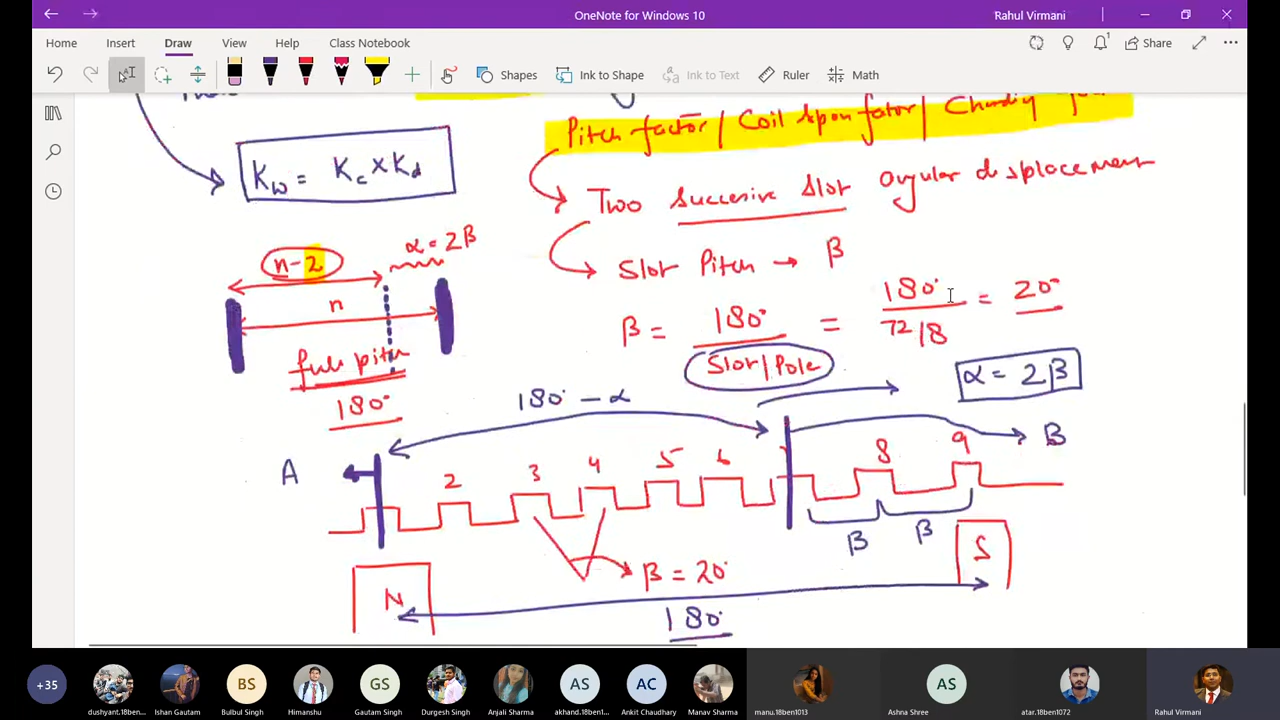 OneNote for Windows 10
Rahul Virmani
Home Insert Draw View Help Class Notebook
Share
Shapes Ink to Shape Ink to Text Ruler Math
Pitch factor / Coil span fator /
Two Succesive Slot angular displacement
Kw = Kc x Kd
Slot Pitch → β
n-2
α = 2β
n
full pitch
180°
β = 180° / Slot/Pole = 180° / 72/8 = 20°
α = 2β
180° - α
A
B
2 3 4 5 6 8 9
β β
β = 20°
N
S
180°
+35
BS
GS
AS
AC
AS
dushyant.18ben...
Ishan Gautam
Bulbul Singh
Himanshu
Gautam Singh
Durgesh Singh
Anjali Sharma
akhand.18ben1...
Ankit Chaudhary
Manav Sharma
manu.18ben1013
Ashna Shree
atar.18ben1072
Rahul Virmani